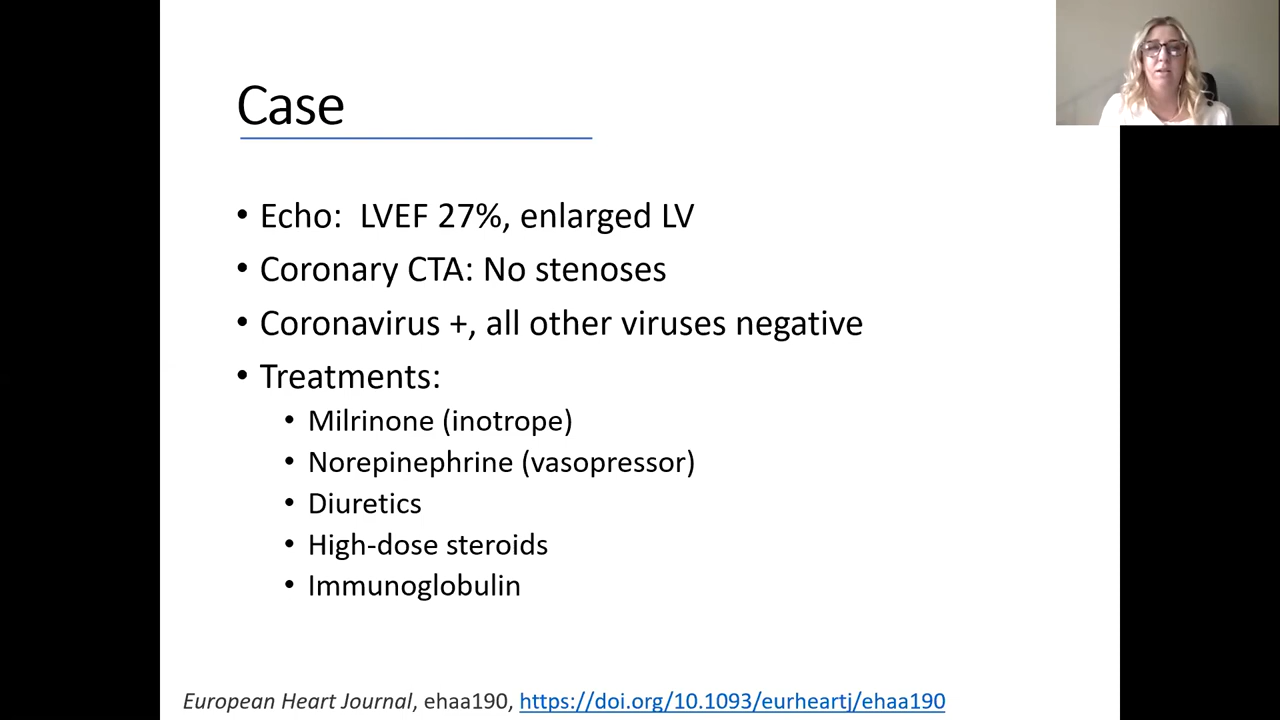 Case
• Echo:  LVEF 27%, enlarged LV
• Coronary CTA: No stenoses
• Coronavirus +, all other viruses negative
• Treatments:
• Milrinone (inotrope)
• Norepinephrine (vasopressor)
• Diuretics
• High-dose steroids
• Immunoglobulin
European Heart Journal, ehaa190, https://doi.org/10.1093/eurheartj/ehaa190